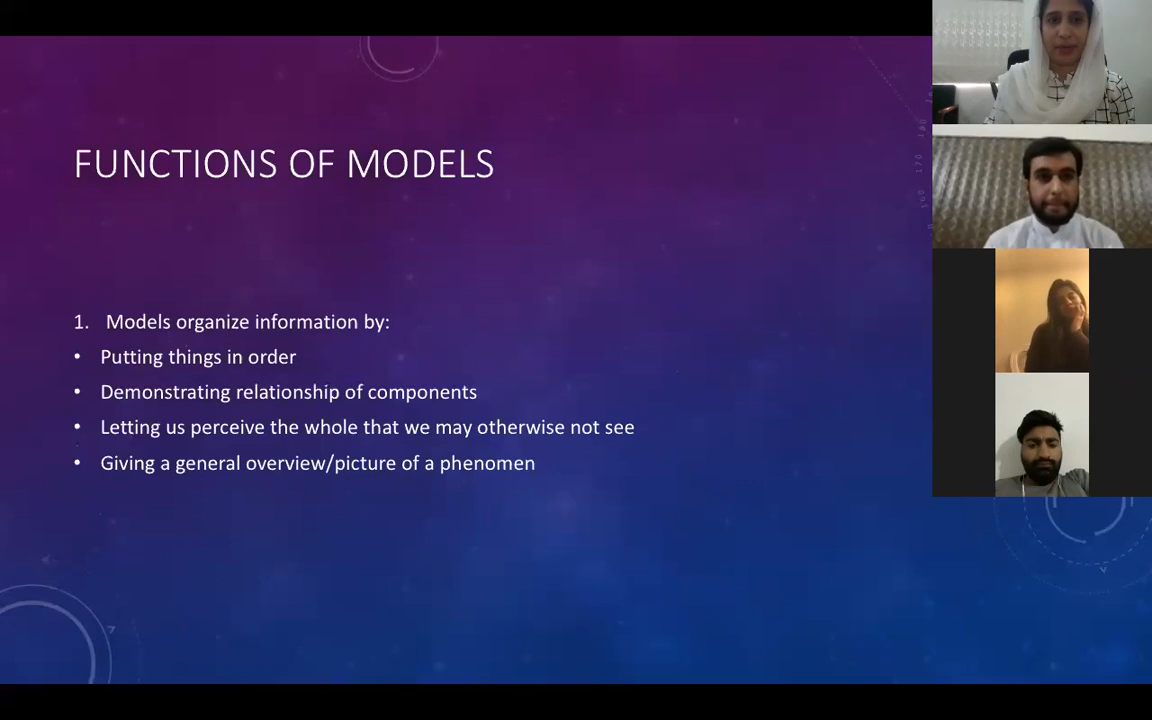 FUNCTIONS OF MODELS
1. Models organize information by:
• Putting things in order
• Demonstrating relationship of components
• Letting us perceive the whole that we may otherwise not see
• Giving a general overview/picture of a phenomen